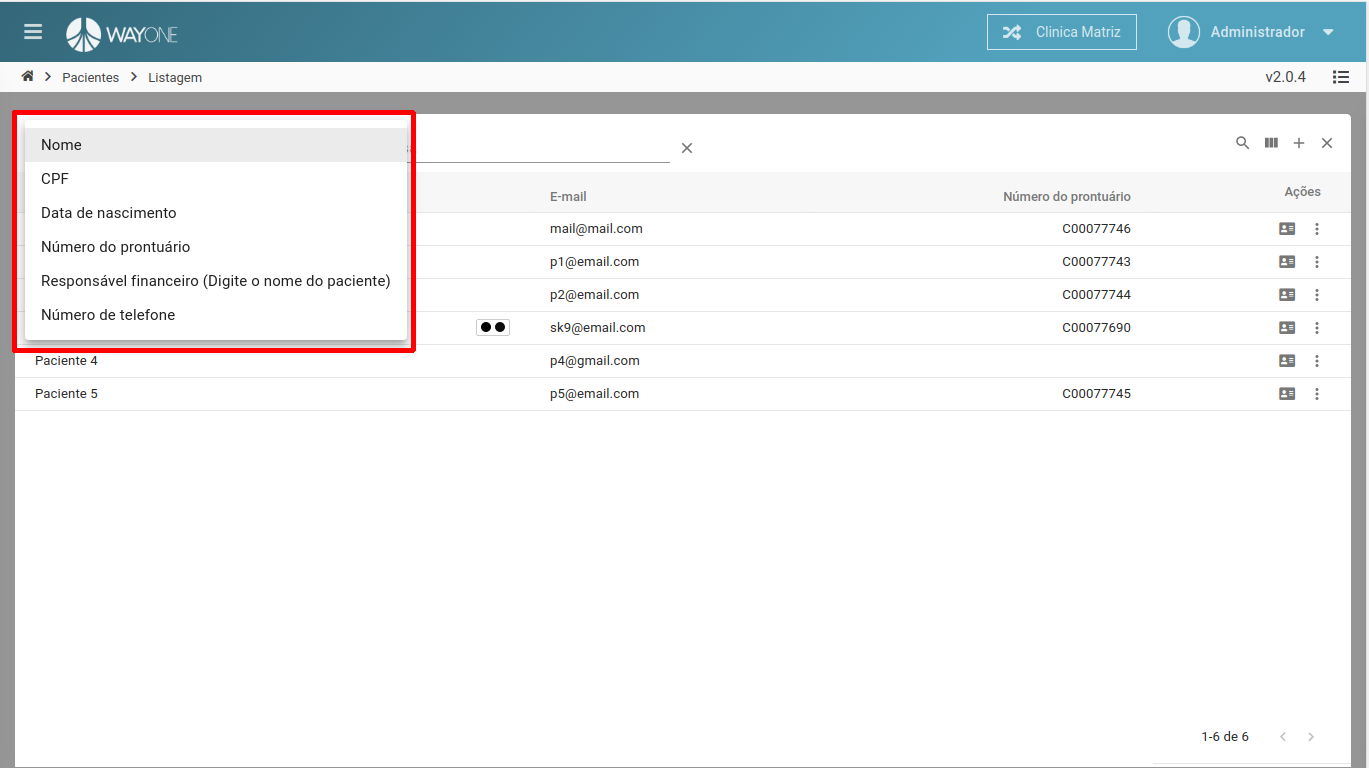 WAYONE
Clinica Matriz
Administrador
Pacientes
Listagem
v2.0.4
Nome
CPF
Data de nascimento
Número do prontuário
Responsável financeiro (Digite o nome do paciente)
Número de telefone
E-mail Número do prontuário Ações
mail@mail.com C00077746
p1@email.com C00077743
p2@email.com C00077744
sk9@email.com C00077690
Paciente 4 p4@gmail.com
Paciente 5 p5@email.com C00077745
1-6 de 6